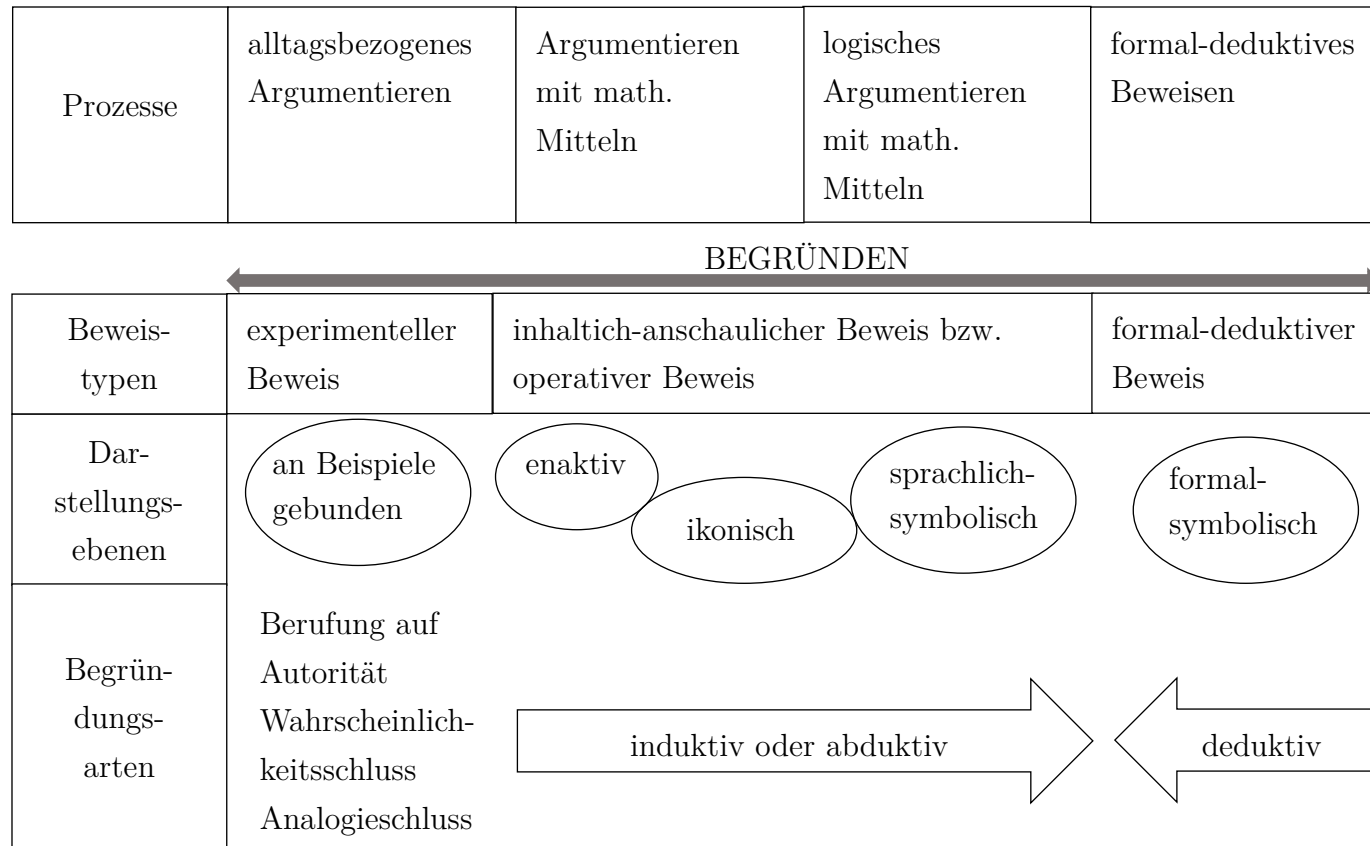 Prozesse
alltagsbezogenes
Argumentieren
Argumentieren
mit math.
Mitteln
logisches
Argumentieren
mit math.
Mitteln
formal-deduktives
Beweisen
BEGRÜNDEN
Beweis-
typen
experimenteller
Beweis
inhaltich-anschaulicher Beweis bzw.
operativer Beweis
formal-deduktiver
Beweis
Dar-
stellungs-
ebenen
an Beispiele
gebunden
enaktiv
ikonisch
sprachlich-
symbolisch
formal-
symbolisch
Begrün-
dungs-
arten
Berufung auf
Autorität
Wahrscheinlich-
keitsschluss
Analogieschluss
induktiv oder abduktiv
deduktiv